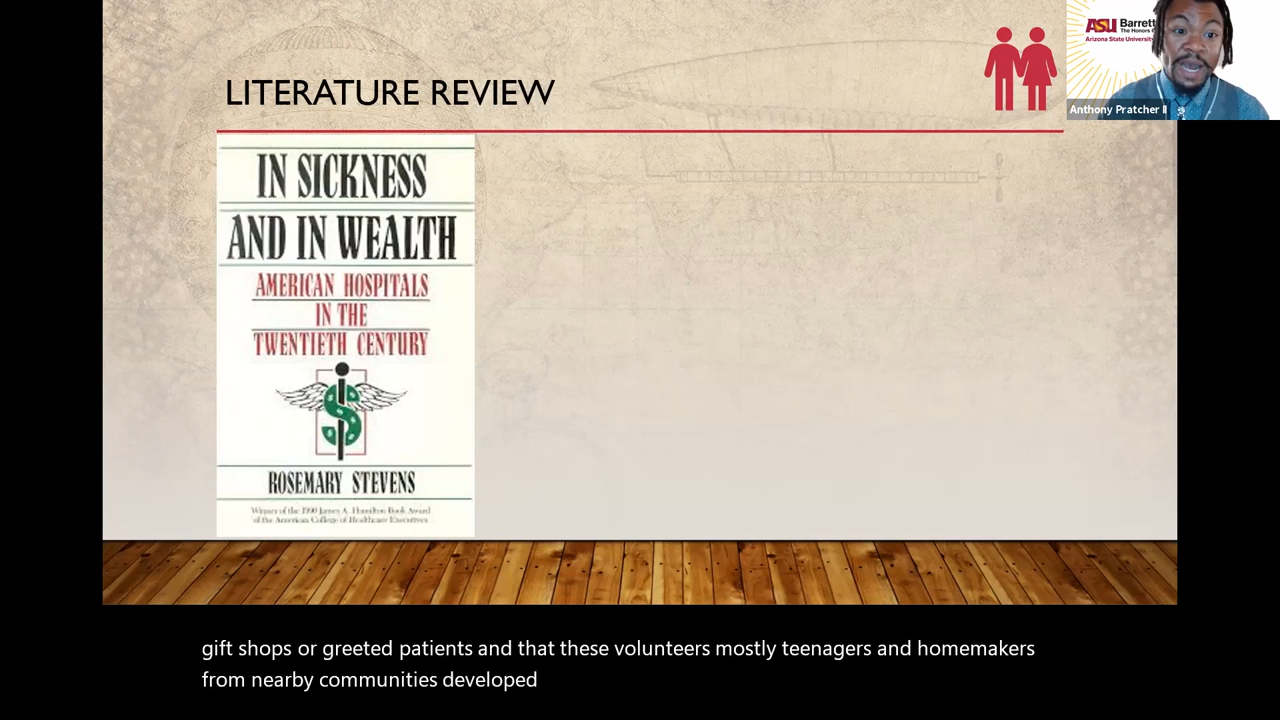 LITERATURE REVIEW
IN SICKNESS
AND IN WEALTH
AMERICAN HOSPITALS
IN THE
TWENTIETH CENTURY
ROSEMARY STEVENS
Winner of the 1990 James A. Hamilton Book Award
of the American College of Healthcare Executives
ASU Barrett
The Honors
Arizona State University
Anthony Pratcher II
gift shops or greeted patients and that these volunteers mostly teenagers and homemakers
from nearby communities developed